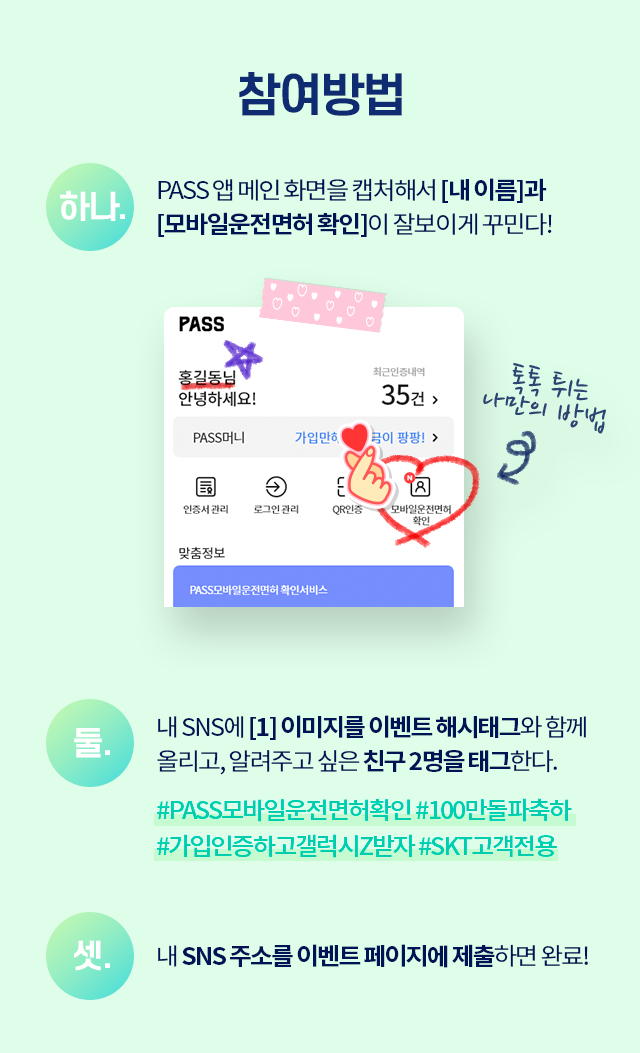 참여방법
하나.
PASS 앱 메인 화면을 캡처해서 [내 이름]과
[모바일운전면허 확인]이 잘보이게 꾸민다!
PASS
홍길동님
안녕하세요!
최근인증내역
35건
톡톡 튀는
나만의 방법
PASS머니
가입만하 금이 팡팡!
인증서 관리
로그인 관리
QR인증
N
모바일운전면허
확인
맞춤정보
PASS모바일운전면허 확인서비스
둘.
내 SNS에 [1] 이미지를 이벤트 해시태그와 함께
올리고, 알려주고 싶은 친구 2명을 태그한다.
#PASS모바일운전면허확인 #100만돌파축하
#가입인증하고갤럭시Z받자 #SKT고객전용
셋.
내 SNS 주소를 이벤트 페이지에 제출하면 완료!